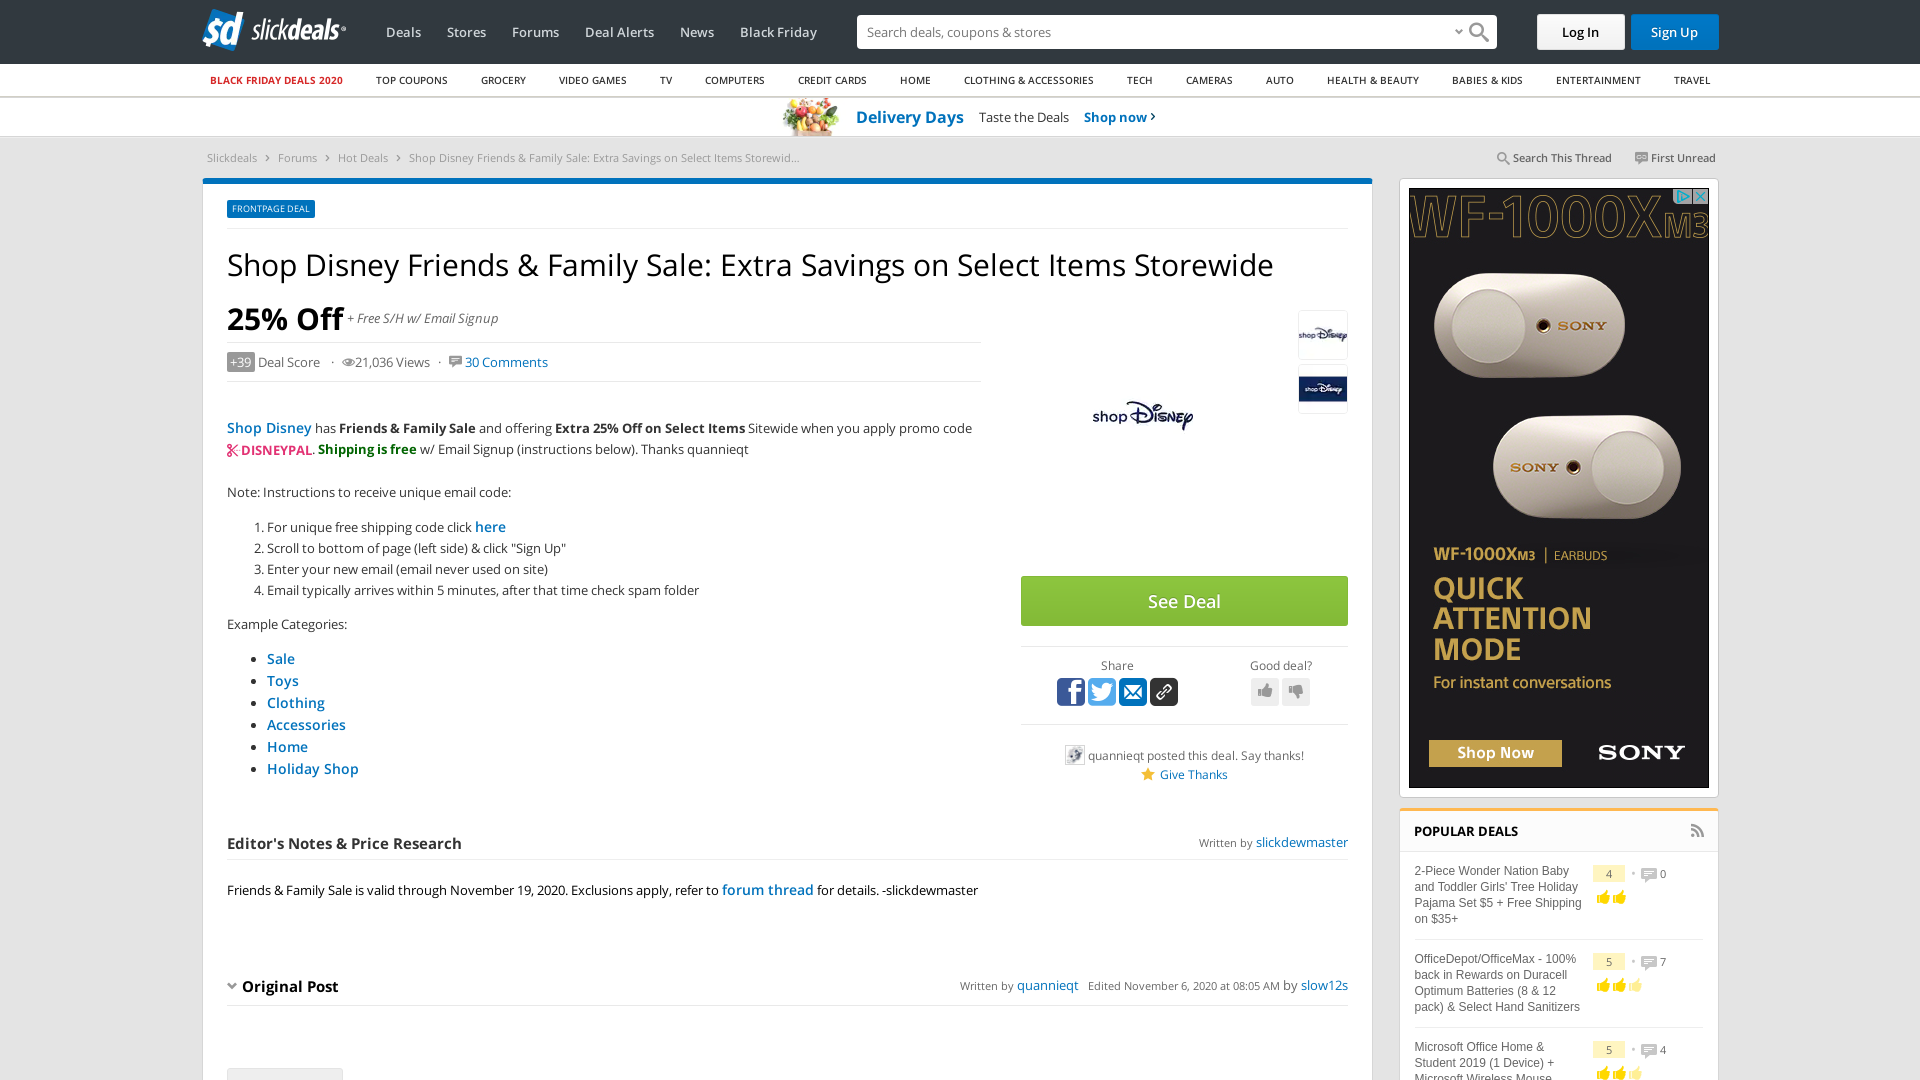 slickdeals
Deals
Stores
Forums
Deal Alerts
News
Black Friday
Search deals, coupons & stores
Log In
Sign Up
BLACK FRIDAY DEALS 2020
TOP COUPONS
GROCERY
VIDEO GAMES
TV
COMPUTERS
CREDIT CARDS
HOME
CLOTHING & ACCESSORIES
TECH
CAMERAS
AUTO
HEALTH & BEAUTY
BABIES & KIDS
ENTERTAINMENT
TRAVEL
Delivery Days Taste the Deals Shop now
Slickdeals > Forums > Hot Deals > Shop Disney Friends & Family Sale: Extra Savings on Select Items Storewid...
Search This Thread
First Unread
FRONTPAGE DEAL
Shop Disney Friends & Family Sale: Extra Savings on Select Items Storewide
25% Off + Free S/H w/ Email Signup
+39 Deal Score · 21,036 Views · 30 Comments
Shop Disney has Friends & Family Sale and offering Extra 25% Off on Select Items Sitewide when you apply promo code
DISNEYPAL. Shipping is free w/ Email Signup (instructions below). Thanks quannieqt
Note: Instructions to receive unique email code:
1. For unique free shipping code click here
2. Scroll to bottom of page (left side) & click "Sign Up"
3. Enter your new email (email never used on site)
4. Email typically arrives within 5 minutes, after that time check spam folder
Example Categories:
Sale
Toys
Clothing
Accessories
Home
Holiday Shop
shop Disney
shop Disney
shop Disney
See Deal
Share
Good deal?
quannieqt posted this deal. Say thanks!
Give Thanks
Editor's Notes & Price Research
Written by slickdewmaster
Friends & Family Sale is valid through November 19, 2020. Exclusions apply, refer to forum thread for details. -slickdewmaster
Original Post
Written by quannieqt Edited November 6, 2020 at 08:05 AM by slow12s
WF-1000XM3
SONY
SONY
WF-1000XM3 | EARBUDS
QUICK
ATTENTION
MODE
For instant conversations
Shop Now
SONY
POPULAR DEALS
2-Piece Wonder Nation Baby
and Toddler Girls' Tree Holiday
Pajama Set $5 + Free Shipping
on $35+
4 · 0
OfficeDepot/OfficeMax - 100%
back in Rewards on Duracell
Optimum Batteries (8 & 12
pack) & Select Hand Sanitizers
5 · 7
Microsoft Office Home &
Student 2019 (1 Device) +
Microsoft Wireless Mouse
5 · 4